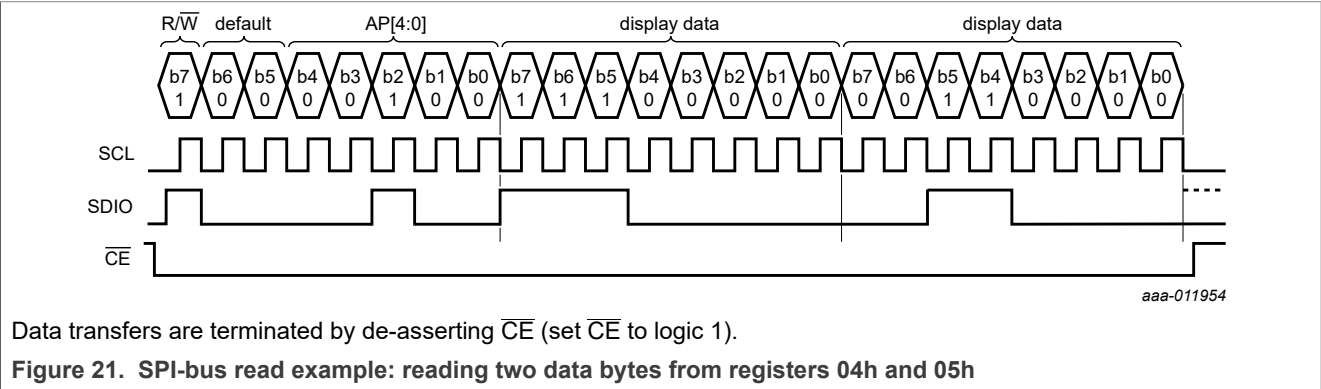 R/W default AP[4:0] display data display data
b7 b6 b5 b4 b3 b2 b1 b0 b7 b6 b5 b4 b3 b2 b1 b0 b7 b6 b5 b4 b3 b2 b1 b0
1 0 0 0 0 1 0 0 1 1 1 0 0 0 0 0 0 0 1 1 0 0 0 0
SCL
SDIO
CE
aaa-011954
Data transfers are terminated by de-asserting CE (set CE to logic 1).
Figure 21. SPI-bus read example: reading two data bytes from registers 04h and 05h